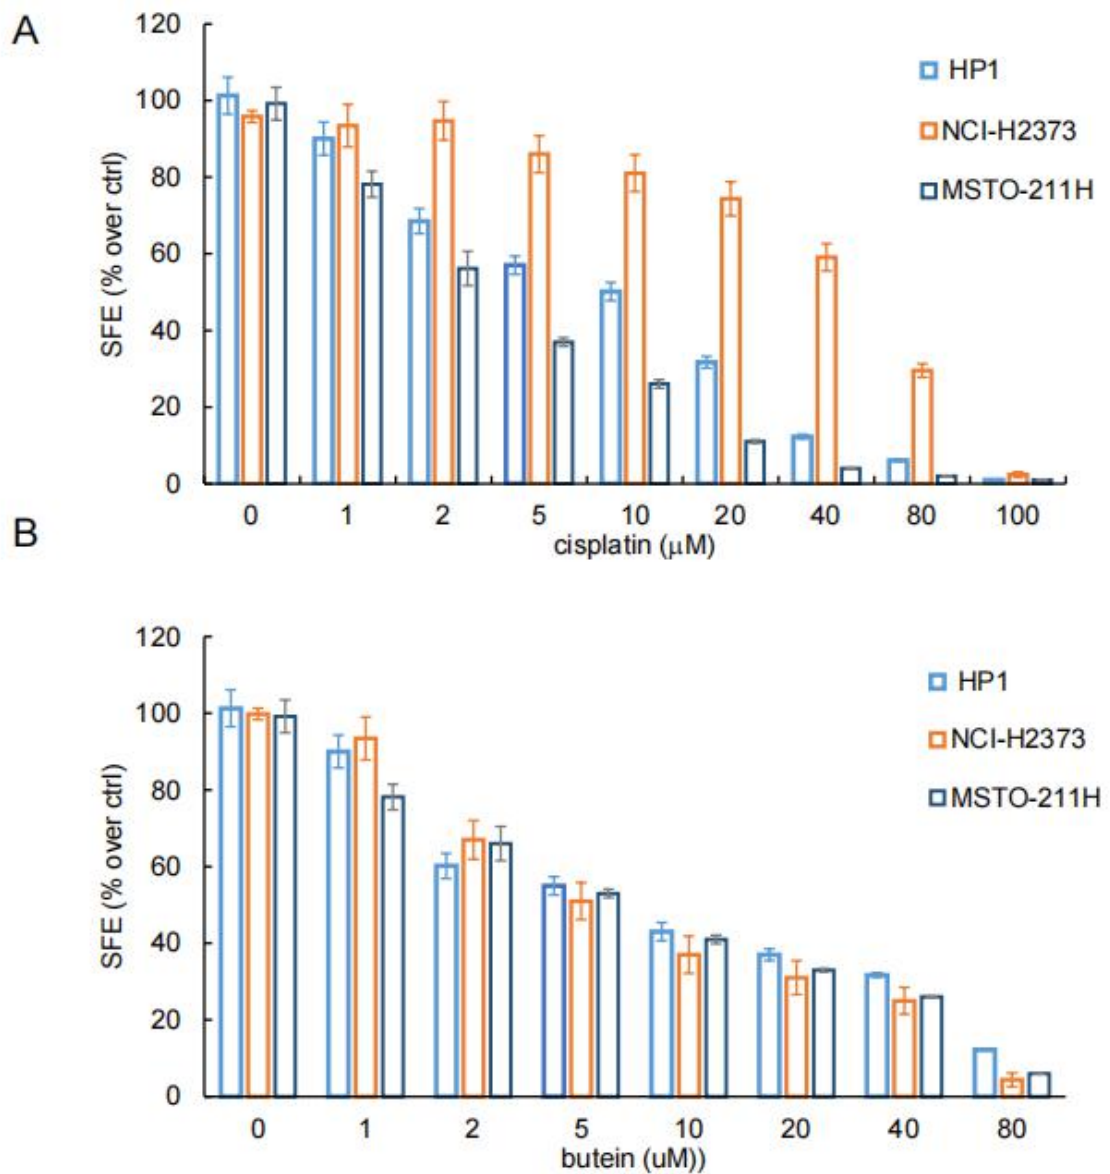 A
120
100
80
60
40
20
0
SFE (% over ctrl)
HP1
NCI-H2373
MSTO-211H
0 1 2 5 10 20 40 80 100
cisplatin (μM)
B
120
100
80
60
40
20
0
SFE (% over ctrl)
HP1
NCI-H2373
MSTO-211H
0 1 2 5 10 20 40 80
butein (uM))